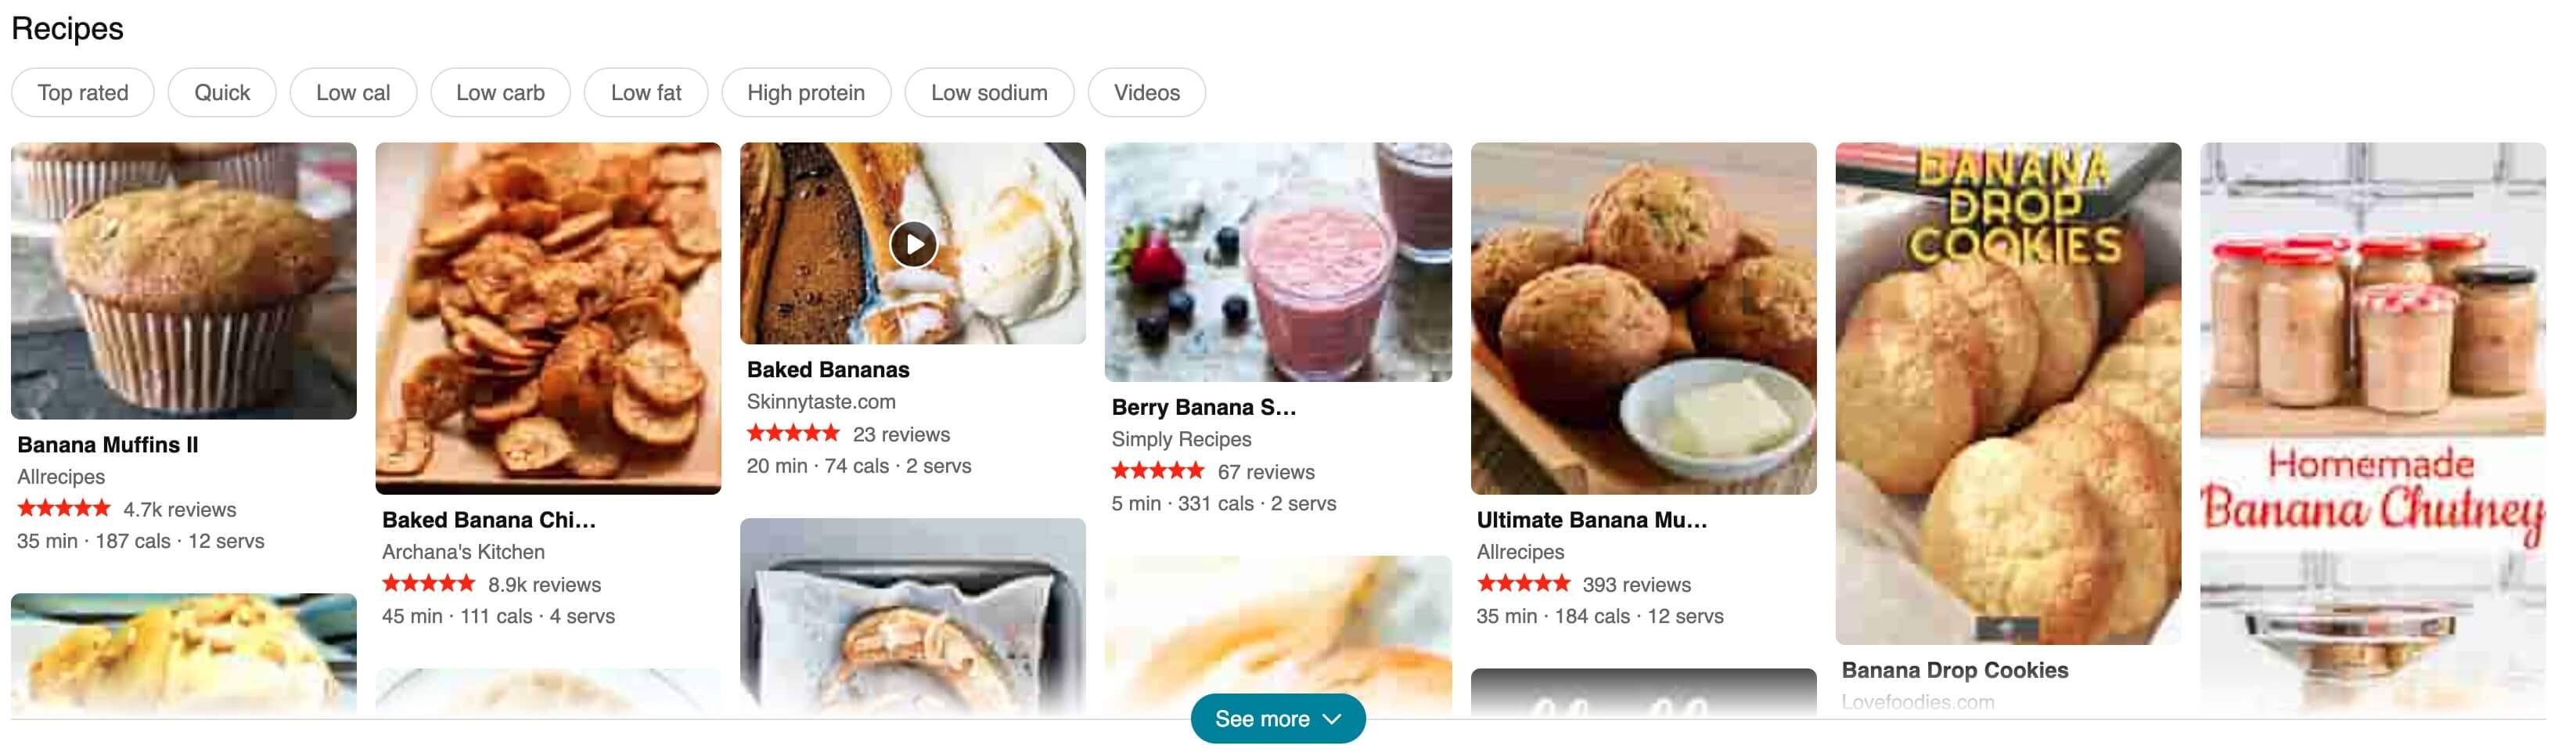 Recipes
Top rated
Quick
Low cal
Low carb
Low fat
High protein
Low sodium
Videos
Banana Muffins II
Allrecipes
4.7k reviews
35 min · 187 cals · 12 servs
Baked Banana Chi...
Archana's Kitchen
8.9k reviews
45 min · 111 cals · 4 servs
Baked Bananas
Skinnytaste.com
23 reviews
20 min · 74 cals · 2 servs
Berry Banana S...
Simply Recipes
67 reviews
5 min · 331 cals · 2 servs
Ultimate Banana Mu...
Allrecipes
393 reviews
35 min · 184 cals · 12 servs
BANANA
DROP
COOKIES
Banana Drop Cookies
Lovefoodies.com
Homemade
Banana Chutney
See more